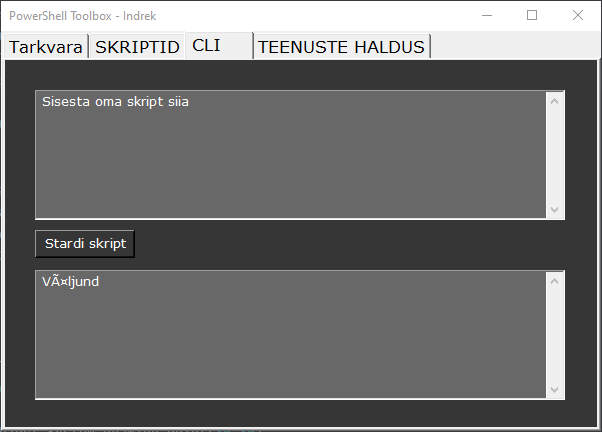 PowerShell Toolbox - Indrek
Tarkvara SKRIPTID CLI TEENUSTE HALDUS
Sisesta oma skript siia
Stardi skript
VÃ¤ljund